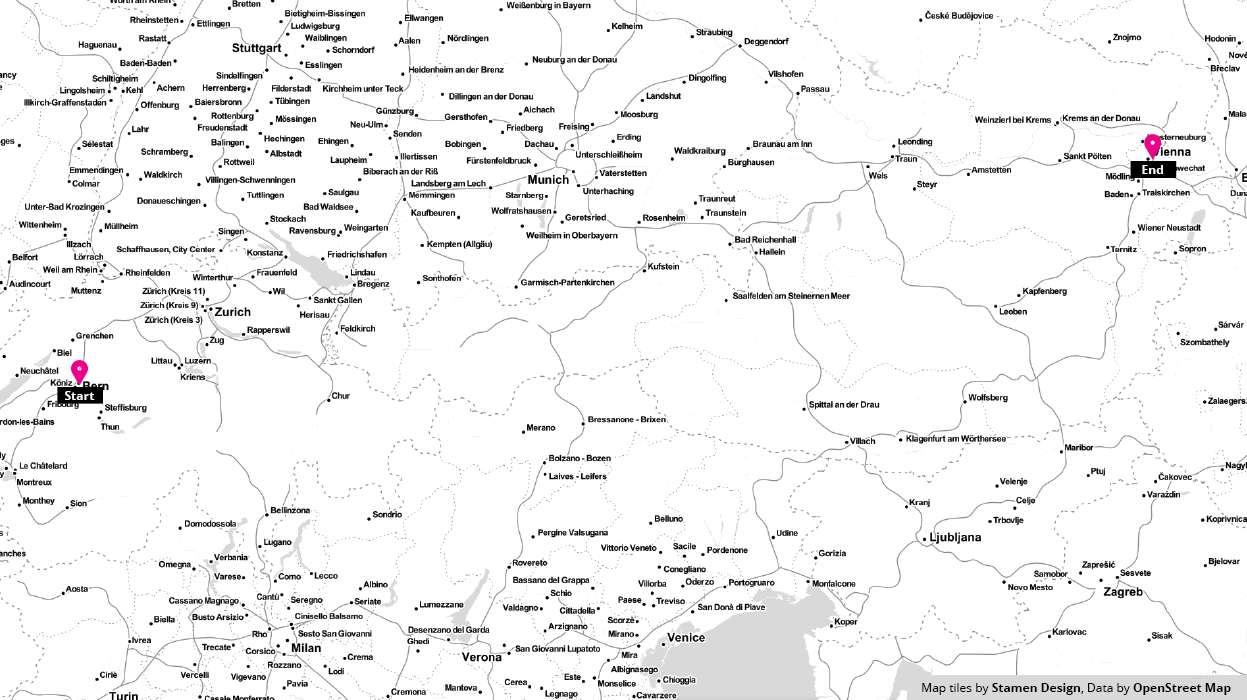 Worth am Rhein
Bretten
Rheinstetten
Ettlingen
Bietigheim-Bissingen
Ellwangen
Weißenburg in Bayern
České Budějovice
Ludwigsburg
Kelheim
Straubing
Znojmo
Hodonin
Haguenau
Rastatt
Stuttgart
Waiblingen
Schorndorf
Aalen
Nördlingen
Deggendorf
Baden-Baden
Esslingen
Heidenheim an der Brenz
Neuburg an der Donau
Břeclav
Schiltigheim
Sindelfingen
Dingolfing
Vilshofen
Lingolsheim
Kehl
Achern
Herrenberg
Filderstadt
Kirchheim unter Teck
Passau
Illkirch-Graffenstaden
Offenburg
Baiersbronn
Tübingen
Dillingen an der Donau
Landshut
Rottenburg
Mössingen
Günzburg
Gersthofen
Aichach
Moosburg
Weinzierl bei Krems
Krems an der Donau
Lahr
Freudenstadt
Neu-Ulm
Senden
Friedberg
Freising
Erding
Sélestat
Balingen
Hechingen
Ehingen
Bobingen
Dachau
Unterschleißheim
Waldkraiburg
Braunau am Inn
Leonding
Schramberg
Albstadt
Laupheim
Illertissen
Fürstenfeldbruck
Burghausen
Traun
Sankt Pölten
Vienna
Emmendingen
Waldkirch
Rottweil
Biberach an der Riß
Munich
Vaterstetten
Wels
Amstetten
End
Colmar
Villingen-Schwenningen
Landsberg am Lech
Unterhaching
Steyr
Mödling
Tuttlingen
Saulgau
Memmingen
Starnberg
Traunreut
Baden
Traiskirchen
Unter-Bad Krozingen
Donaueschingen
Bad Waldsee
Kaufbeuren
Wolfratshausen
Geretsried
Rosenheim
Traunstein
Wittenheim
Müllheim
Stockach
Ravensburg
Weingarten
Weilheim in Oberbayern
Wiener Neustadt
Illzach
Singen
Bad Reichenhall
Schaffhausen, City Center
Konstanz
Friedrichshafen
Kempten (Allgäu)
Hallein
Ternitz
Sopron
Belfort
Lörrach
Weil am Rhein
Rheinfelden
Winterthur
Frauenfeld
Lindau
Sonthofen
Kufstein
Audincourt
Muttenz
Zürich (Kreis 11)
Wil
Bregenz
Garmisch-Partenkirchen
Saalfelden am Steinernen Meer
Kapfenberg
Zürich (Kreis 9)
Zurich
Sankt Gallen
Herisau
Leoben
Zürich (Kreis 3)
Rapperswil
Feldkirch
Sárvár
Grenchen
Zug
Szombathely
Biel
Littau
Luzern
Neuchâtel
Kriens
Köniz
Bern
Start
Chur
Wolfsberg
Fribourg
Steffisburg
Spittal an der Drau
Thun
Merano
Bressanone - Brixen
Villach
Klagenfurt am Wörthersee
Maribor
Le Châtelard
Bolzano - Bozen
Ptuj
Montreux
Laives - Leifers
Velenje
Čakovec
Monthey
Sion
Celje
Varaždin
Kranj
Trbovlje
Koprivnica
Bellinzona
Sondrio
Domodossola
Belluno
Ljubljana
Lugano
Pergine Valsugana
Udine
Verbania
Vittorio Veneto
Sacile
Pordenone
Gorizia
Omegna
Rovereto
Conegliano
Zaprešić
Bjelovar
Varese
Como
Lecco
Albino
Bassano del Grappa
Villorba
Oderzo
Portogruaro
Monfalcone
Samobor
Sesvete
Aosta
Schio
Novo Mesto
Zagreb
Cantù
Seregno
Cassano Magnago
Seriate
Lumezzane
Valdagno
Cittadella
Paese
Treviso
San Donà di Piave
Biella
Busto Arsizio
Cinisello Balsamo
Arzignano
Scorzè
Koper
Rho
Sesto San Giovanni
Desenzano del Garda
Mirano
Venice
Karlovac
Sisak
Ivrea
Trecate
Corsico
Milan
Ghedi
San Giovanni Lupatoto
Mira
Verona
Crema
Rozzano
Albignasego
Ciriè
Vercelli
Vigevano
Lodi
Este
Monselice
Chioggia
Pavia
Cerea
Turin
Casale Monferrato
Cremona
Mantova
Legnago
Cavarzere
Map tiles by Stamen Design, Data by OpenStreet Map